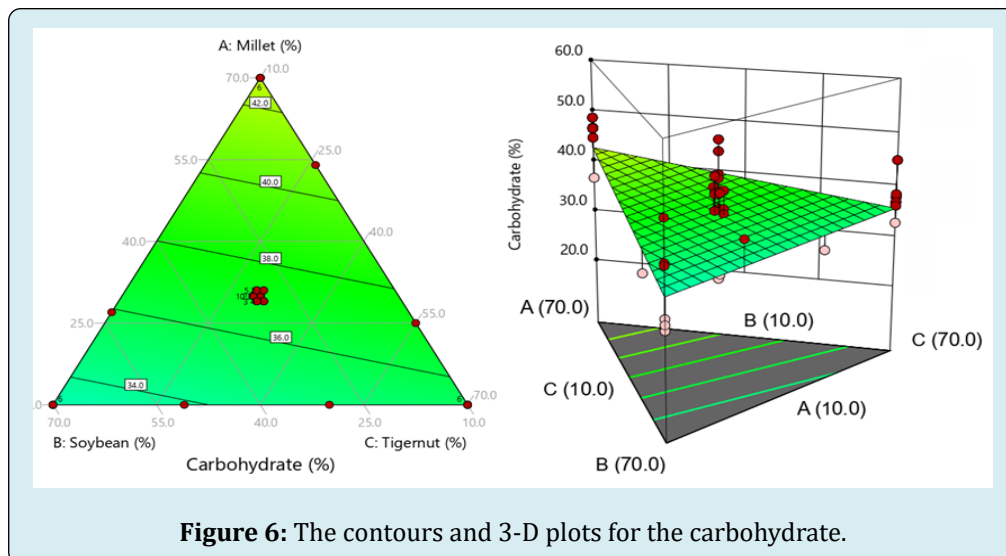 A: Millet (%)
70.0 10.0
6
42.0
55.0 25.0
40.0
40.0 40.0
38.0
25.0 55.0
36.0
34.0
6 6 70.0
70.0 55.0 40.0 25.0 10.0
B: Soybean (%) C: Tigernut (%)
Carbohydrate (%)
60.0
50.0
40.0
30.0
20.0
Carbohydrate (%)
A (70.0)
B (10.0)
C (70.0)
C (10.0)
A (10.0)
B (70.0)
Figure 6: The contours and 3-D plots for the carbohydrate.